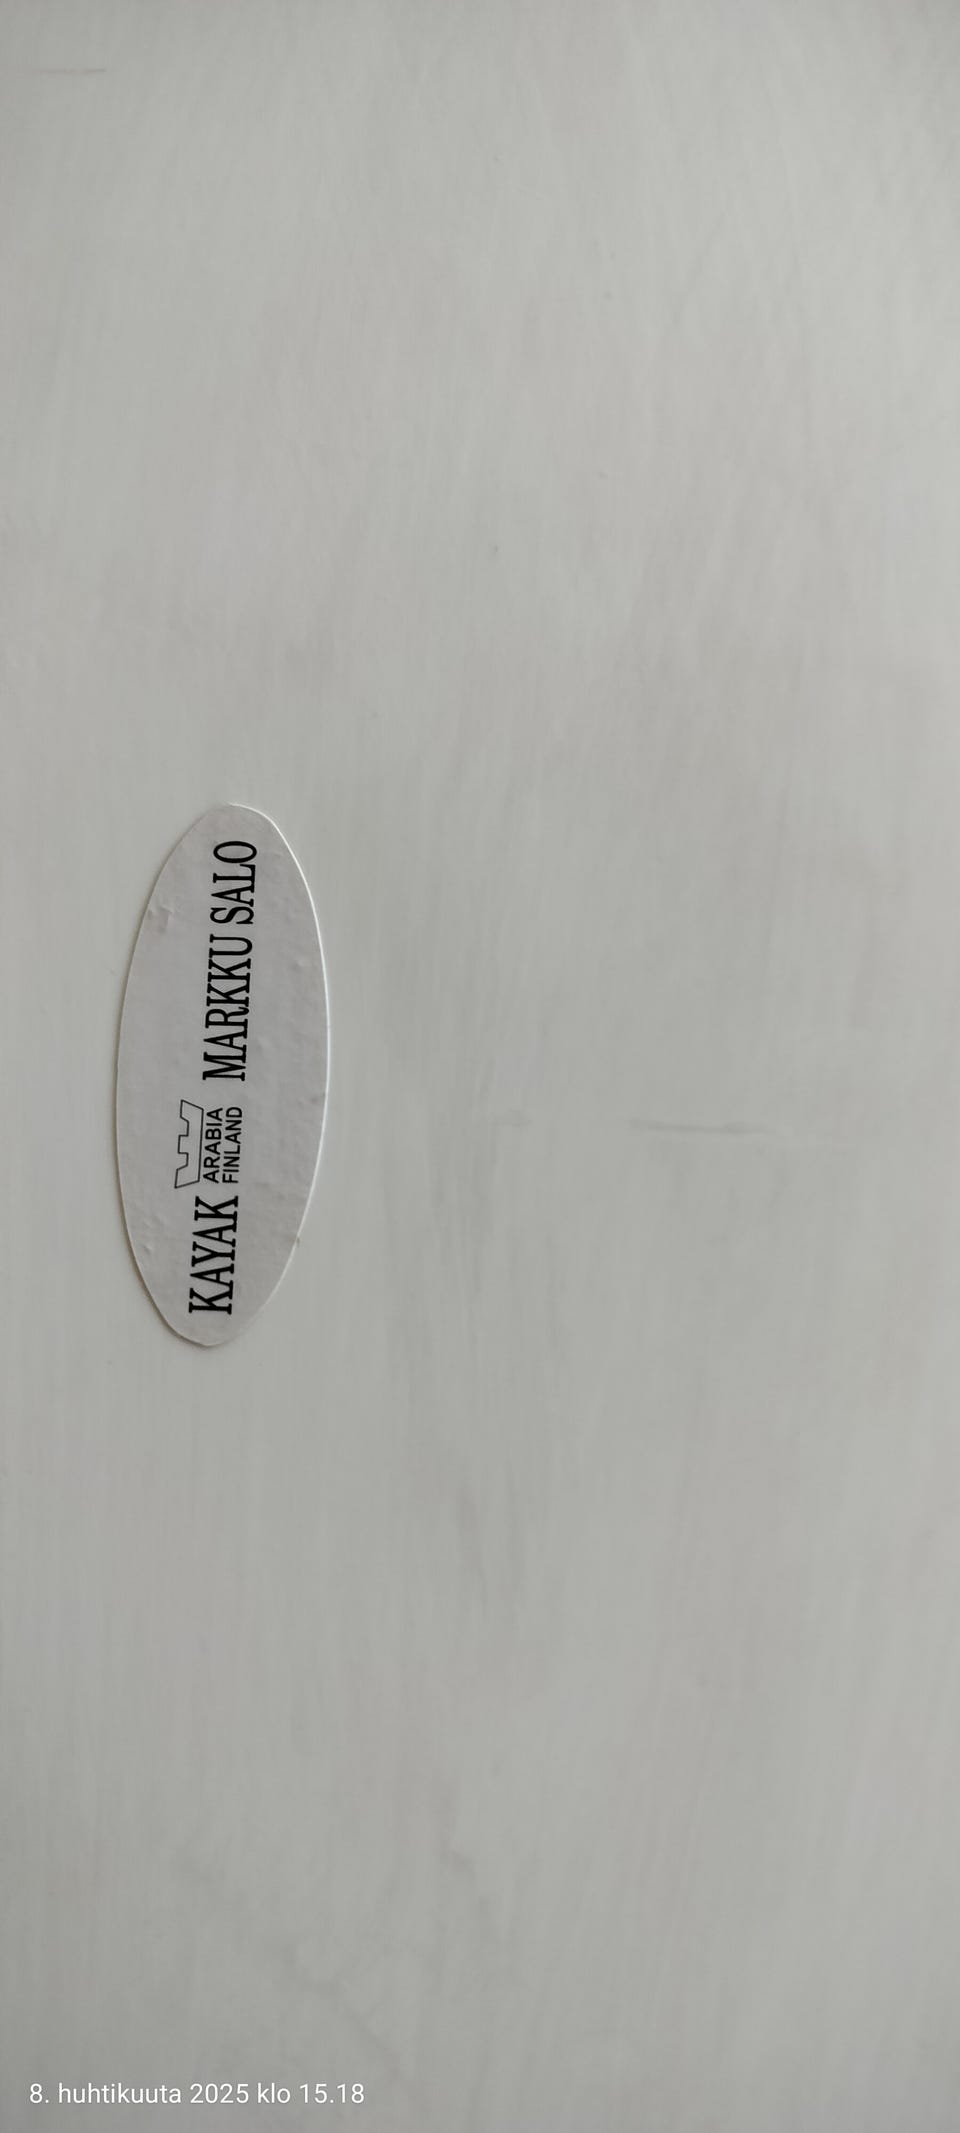 KAYAK
ARABIA
FINLAND
MARKKU SALO
8. huhtikuuta 2025 klo 15.18